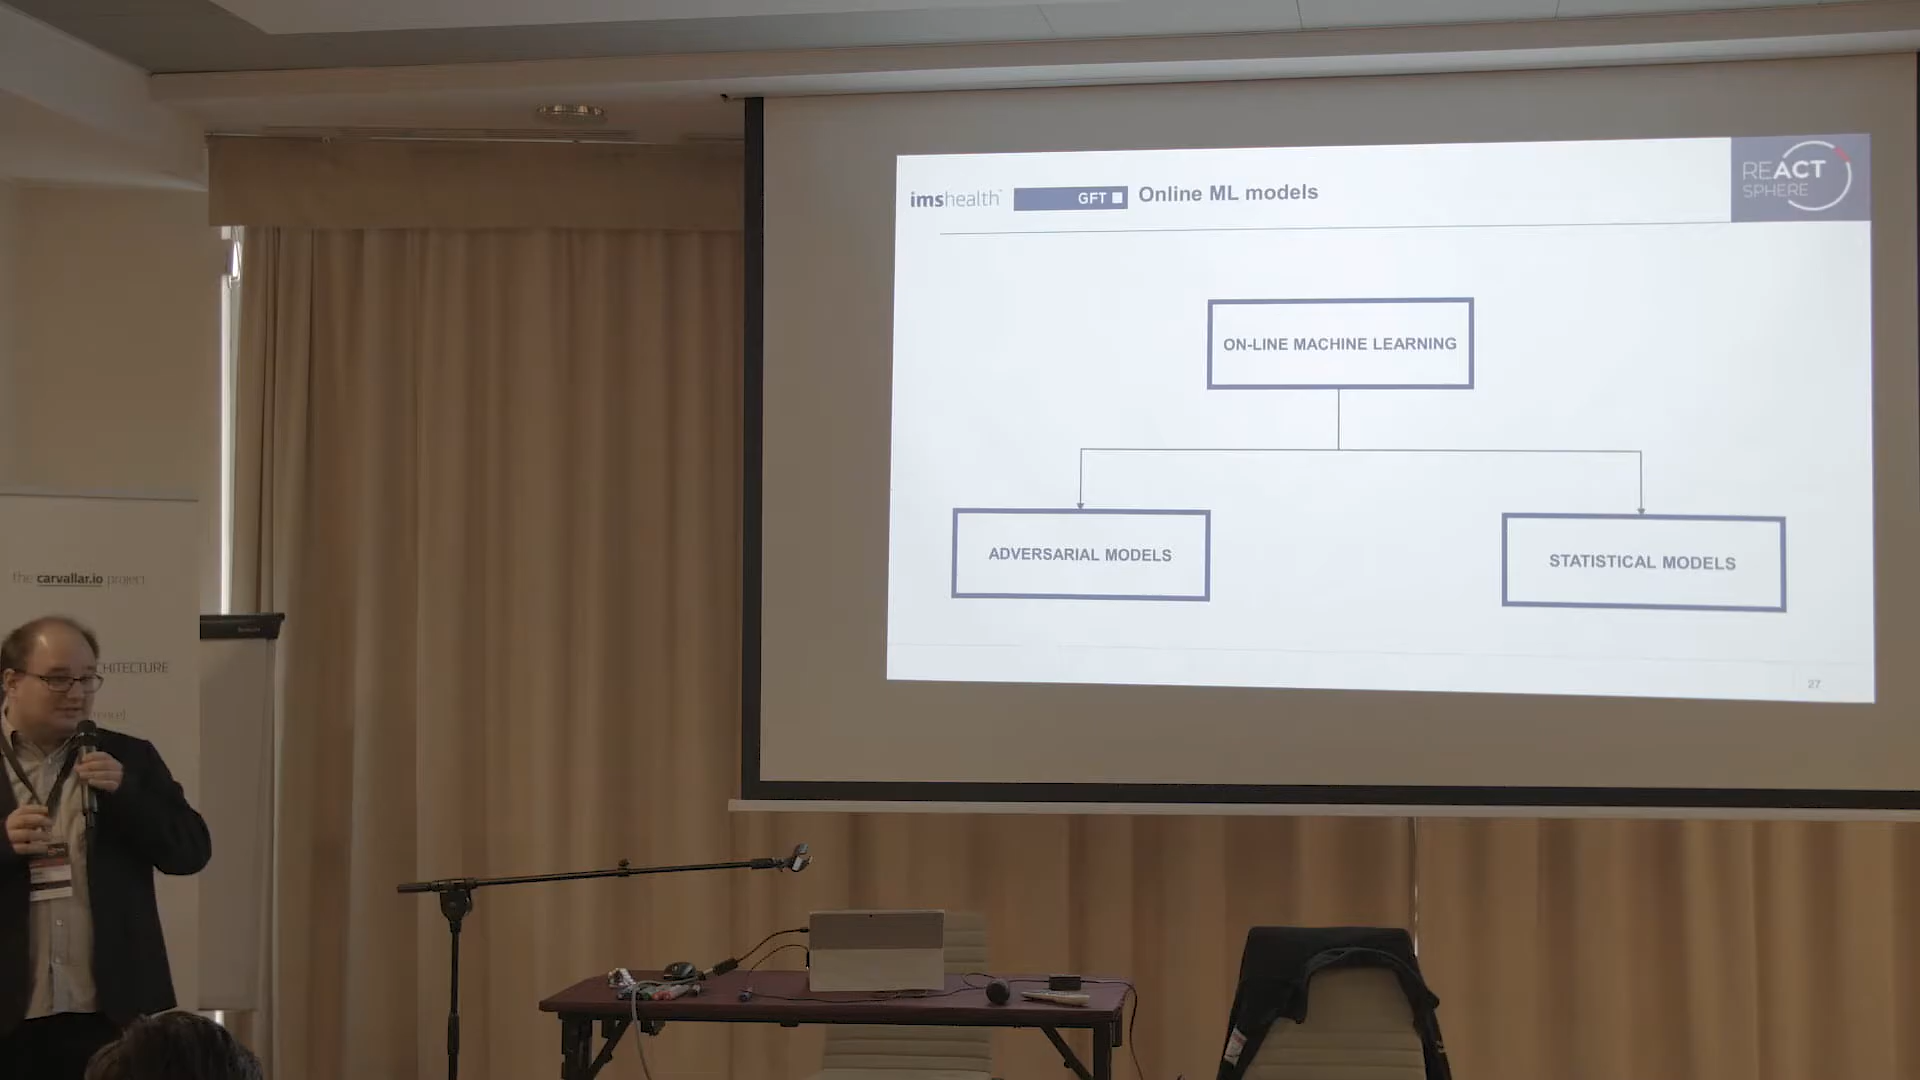 imshealth
GFT
Online ML models
REACT
SPHERE
ON-LINE MACHINE LEARNING
ADVERSARIAL MODELS
STATISTICAL MODELS
27
the carvallar.io project
CHITECTURE